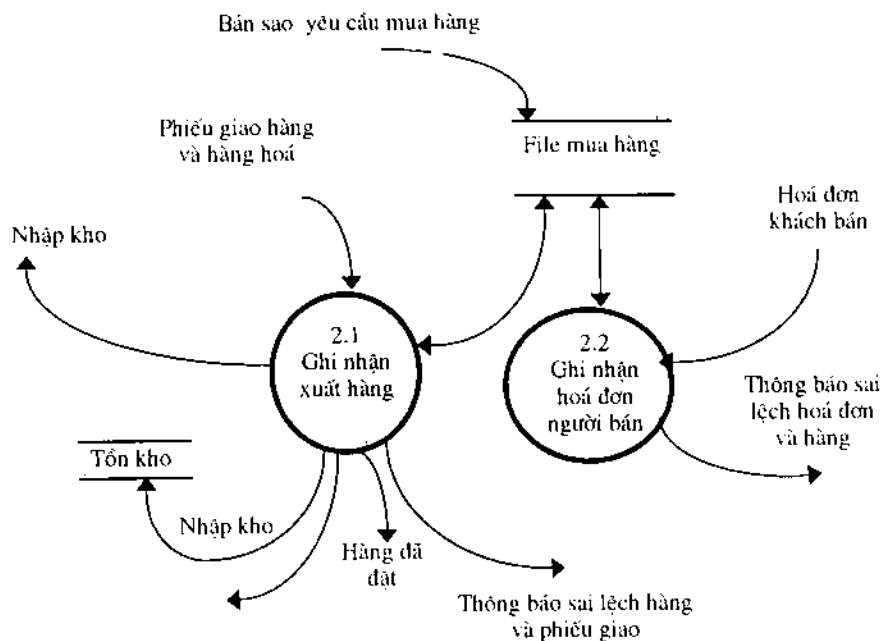 Bản sao yêu cầu mua hàng
Phiếu giao hàng
và hàng hoá
File mua hàng
Hoá đơn
khách bán
Nhập kho
2.1
Ghi nhận
xuất hàng
2.2
Ghi nhận
hoá đơn
người bán
Thông báo sai
lệch hoá đơn
và hàng
Tồn kho
Nhập kho
Hàng đã
đặt
Thông báo sai lệch hàng
và phiếu giao